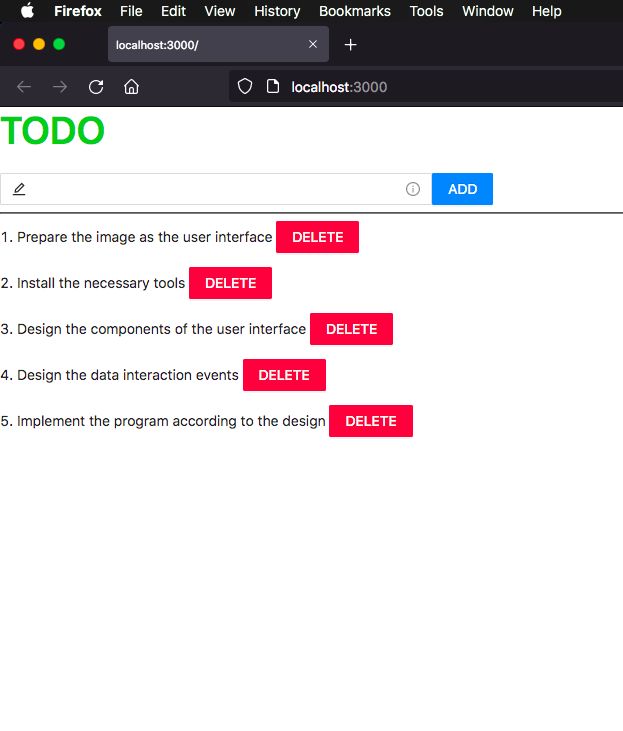 Firefox File Edit View History Bookmarks Tools Window Help
localhost:3000/
localhost:3000
TODO
ADD
1. Prepare the image as the user interface DELETE
2. Install the necessary tools DELETE
3. Design the components of the user interface DELETE
4. Design the data interaction events DELETE
5. Implement the program according to the design DELETE